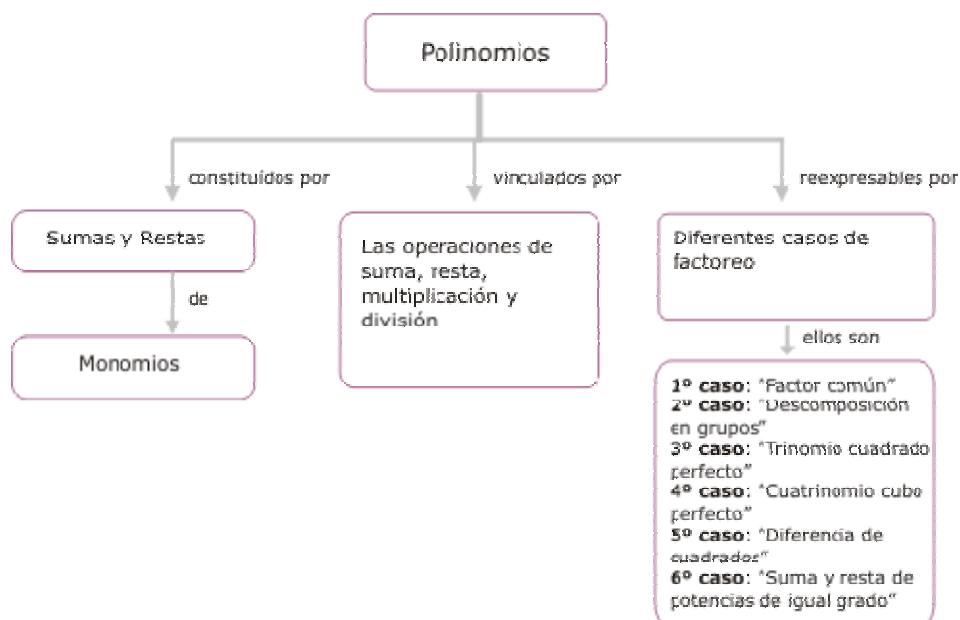 Polinomios
constituídos por
vinculados por
reexpresables por
Sumas y Restas
de
Monomios
Las operaciones de
suma, resta,
multiplicación y
división
Diferentes casos de
factoreo
ellos son
1º caso: "Factor común"
2º caso: "Descomposición
en grupos"
3º caso: "Trinomio cuadrado
perfecto"
4º caso: "Cuatrinomio cubo
perfecto"
5º caso: "Diferencia de
cuadrados"
6º caso: "Suma y resta de
potencias de igual grado"